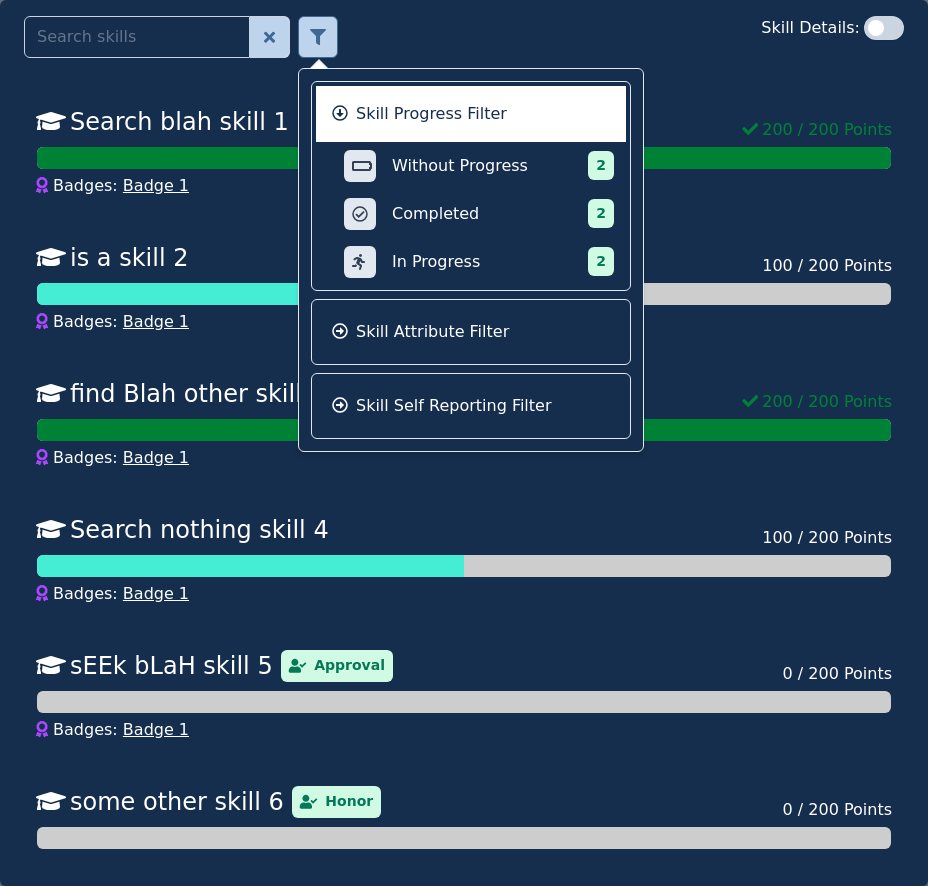 Search skills
Skill Details:
Skill Progress Filter
Without Progress 2
Completed 2
In Progress 2
Skill Attribute Filter
Skill Self Reporting Filter
Search blah skill 1
200 / 200 Points
Badges: Badge 1
is a skill 2
100 / 200 Points
Badges: Badge 1
find Blah other skill
200 / 200 Points
Badges: Badge 1
Search nothing skill 4
100 / 200 Points
Badges: Badge 1
sEEk bLaH skill 5 Approval
0 / 200 Points
Badges: Badge 1
some other skill 6 Honor
0 / 200 Points